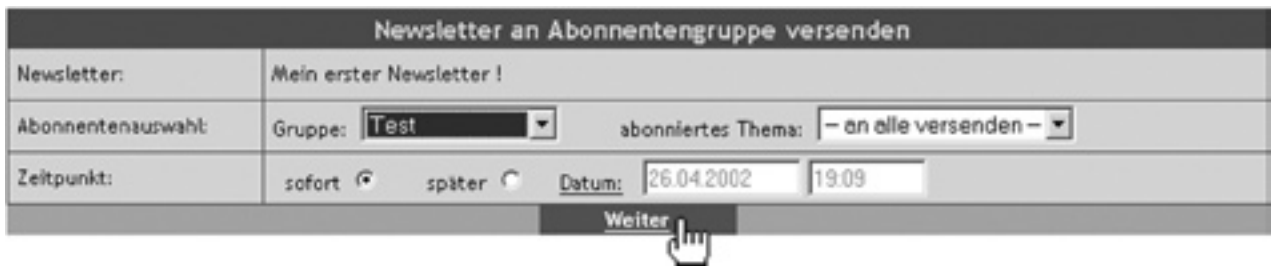 Newsletter an Abonnentengruppe versenden
Newsletter: Mein erster Newsletter !
Abonnentenauswahl: Gruppe: Test abonniertes Thema: – an alle versenden –
Zeitpunkt: sofort später Datum: 26.04.2002 19:09
Weiter